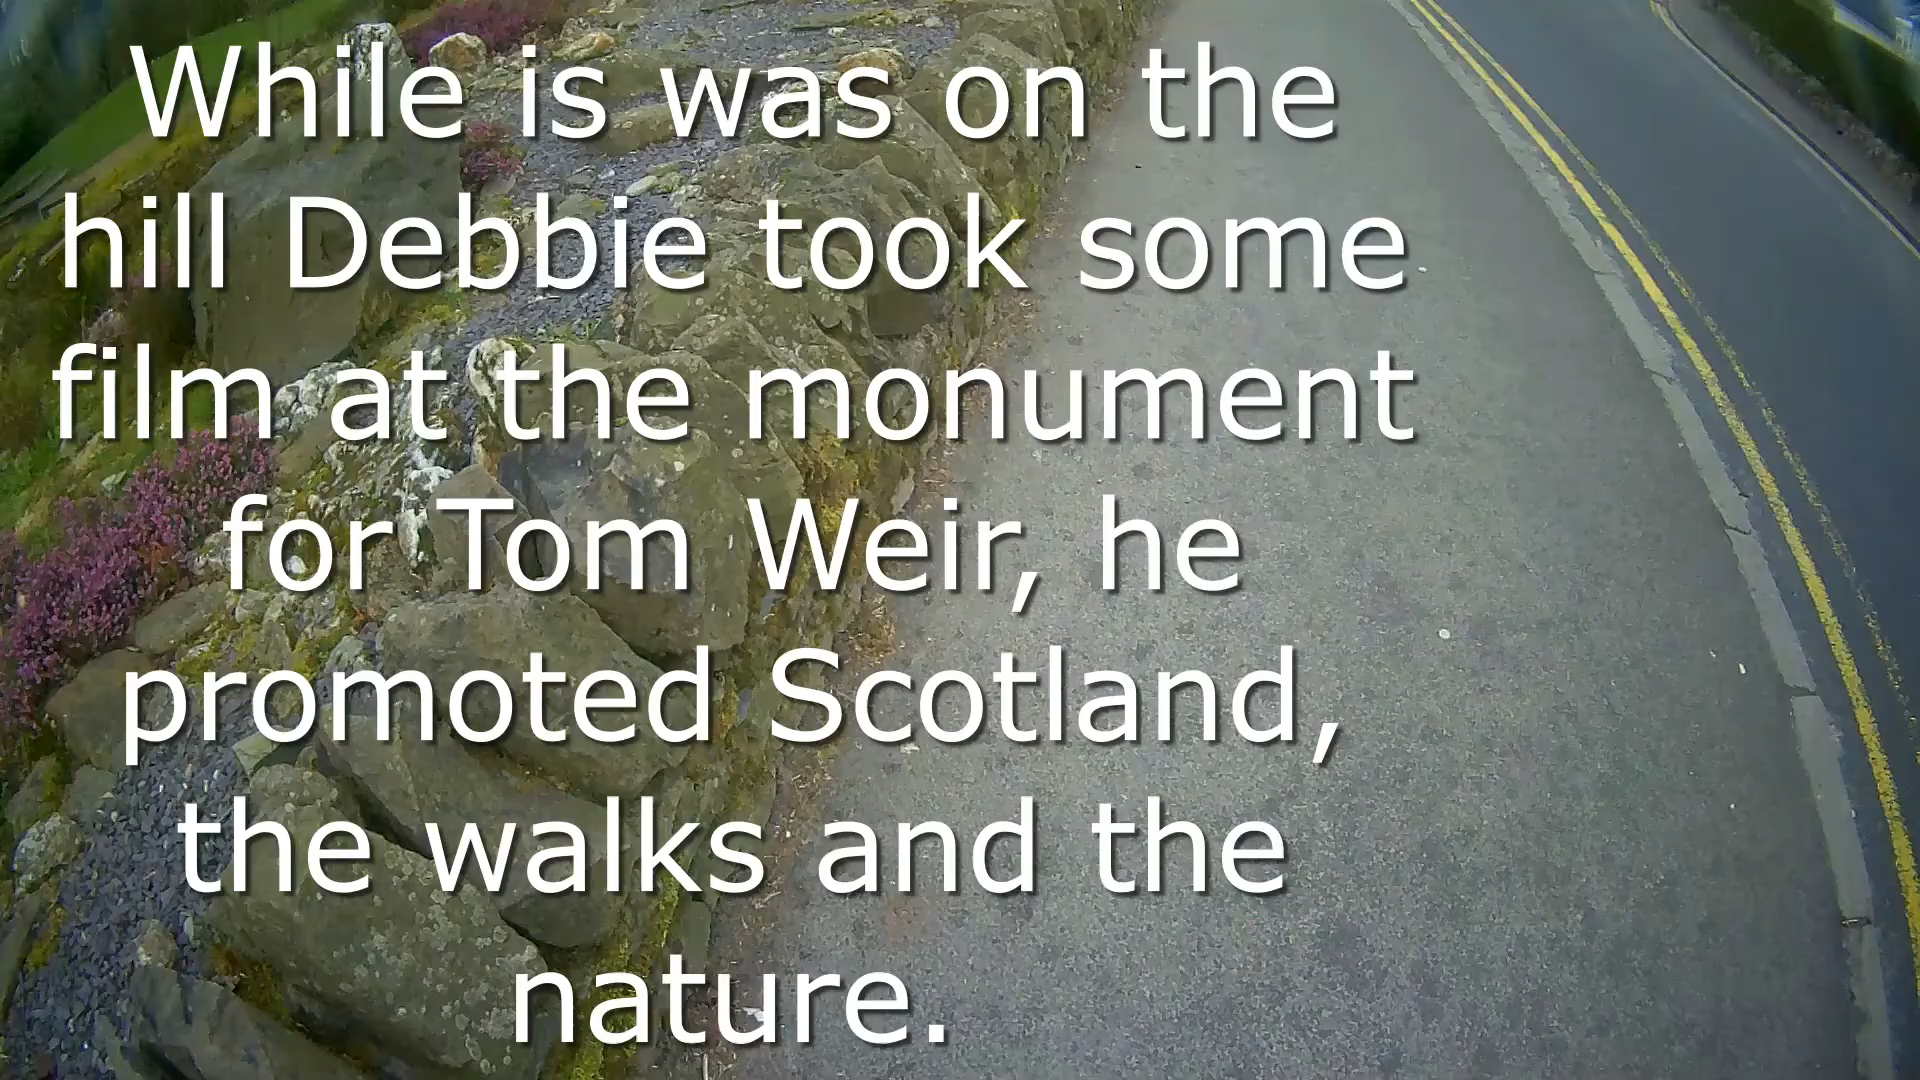 While is was on the
hill Debbie took some
film at the monument
for Tom Weir, he
promoted Scotland,
the walks and the
nature.